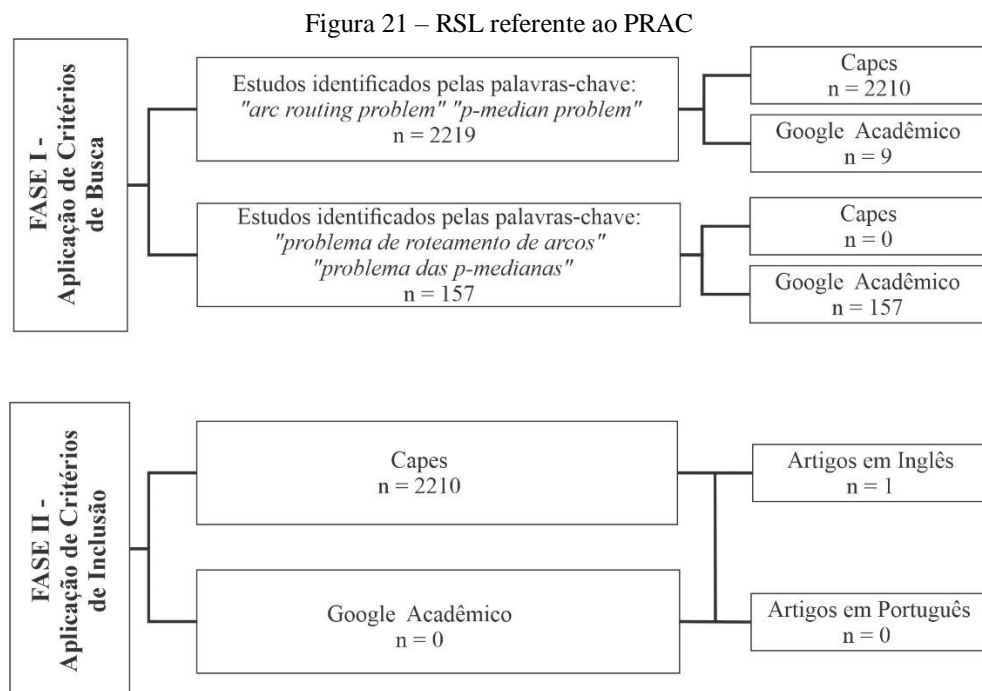 Figura 21 – RSL referente ao PRAC
FASE I -
Aplicação de Critérios
de Busca
Estudos identificados pelas palavras-chave:
"arc routing problem" "p-median problem"
n = 2219
Capes
n = 2210
Google Acadêmico
n = 9
Estudos identificados pelas palavras-chave:
"problema de roteamento de arcos"
"problema das p-medianas"
n = 157
Capes
n = 0
Google Acadêmico
n = 157
FASE II -
Aplicação de Critérios
de Inclusão
Capes
n = 2210
Artigos em Inglês
n = 1
Google Acadêmico
n = 0
Artigos em Português
n = 0